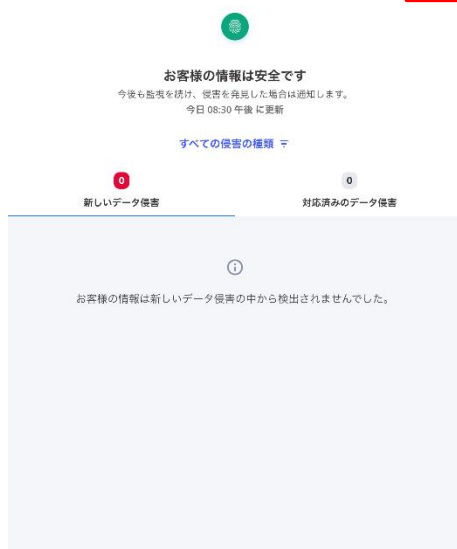 お客様の情報は安全です
今後も監視を続け、侵害を発見した場合は通知します。
今日 08:30 午後 に更新
すべての侵害の種類
0
新しいデータ侵害
0
対応済みのデータ侵害
お客様の情報は新しいデータ侵害の中から検出されませんでした。